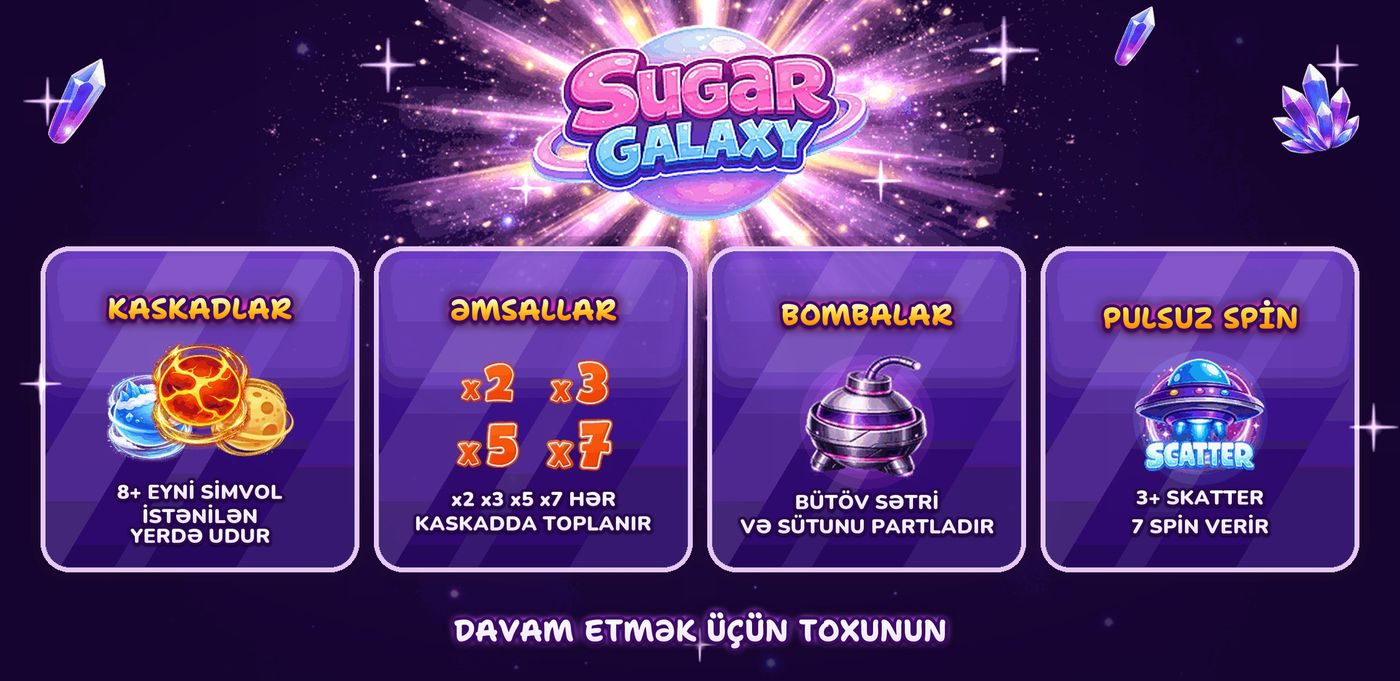 SUGAR
GALAXY
KASKADLAR
8+ EYNİ SİMVOL
İSTƏNİLƏN
YERDƏ UDUR
ƏMSALLAR
x2 x3
x5 x7
x2 x3 x5 x7 HƏR
KASKADDA TOPLANIR
BOMBALAR
BÜTÖV SƏTRİ
VƏ SÜTUNU PARTLADIR
PULSUZ SPİN
SCATTER
3+ SKATTER
7 SPİN VERİR
DAVAM ETMƏK ÜÇÜN TOXUNUN